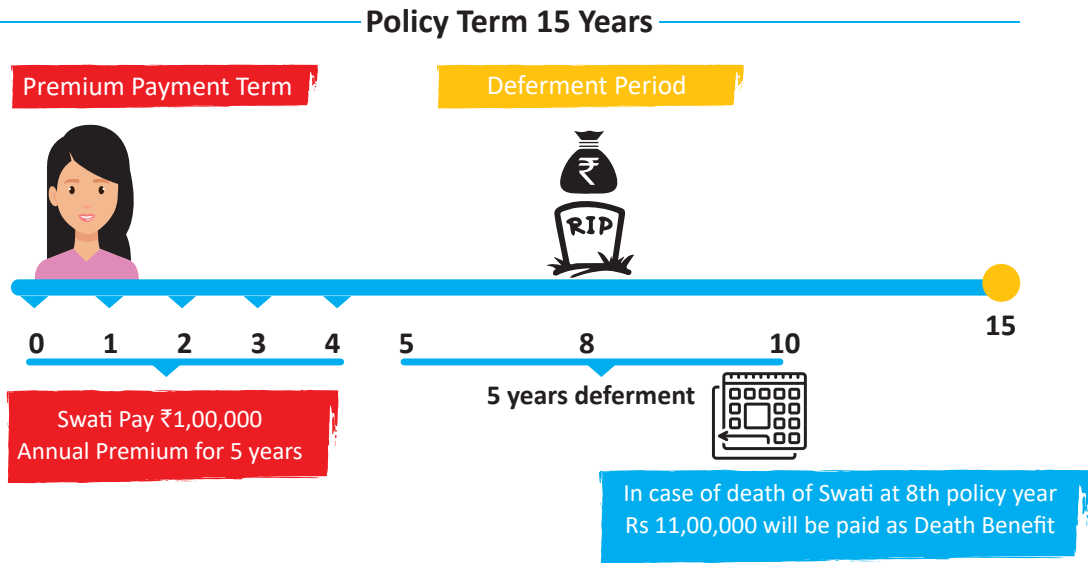 Policy Term 15 Years
Premium Payment Term
Deferment Period
₹
RIP
15
0 1 2 3 4 5 8 10
5 years deferment
Swati Pay ₹1,00,000
Annual Premium for 5 years
In case of death of Swati at 8th policy year
Rs 11,00,000 will be paid as Death Benefit